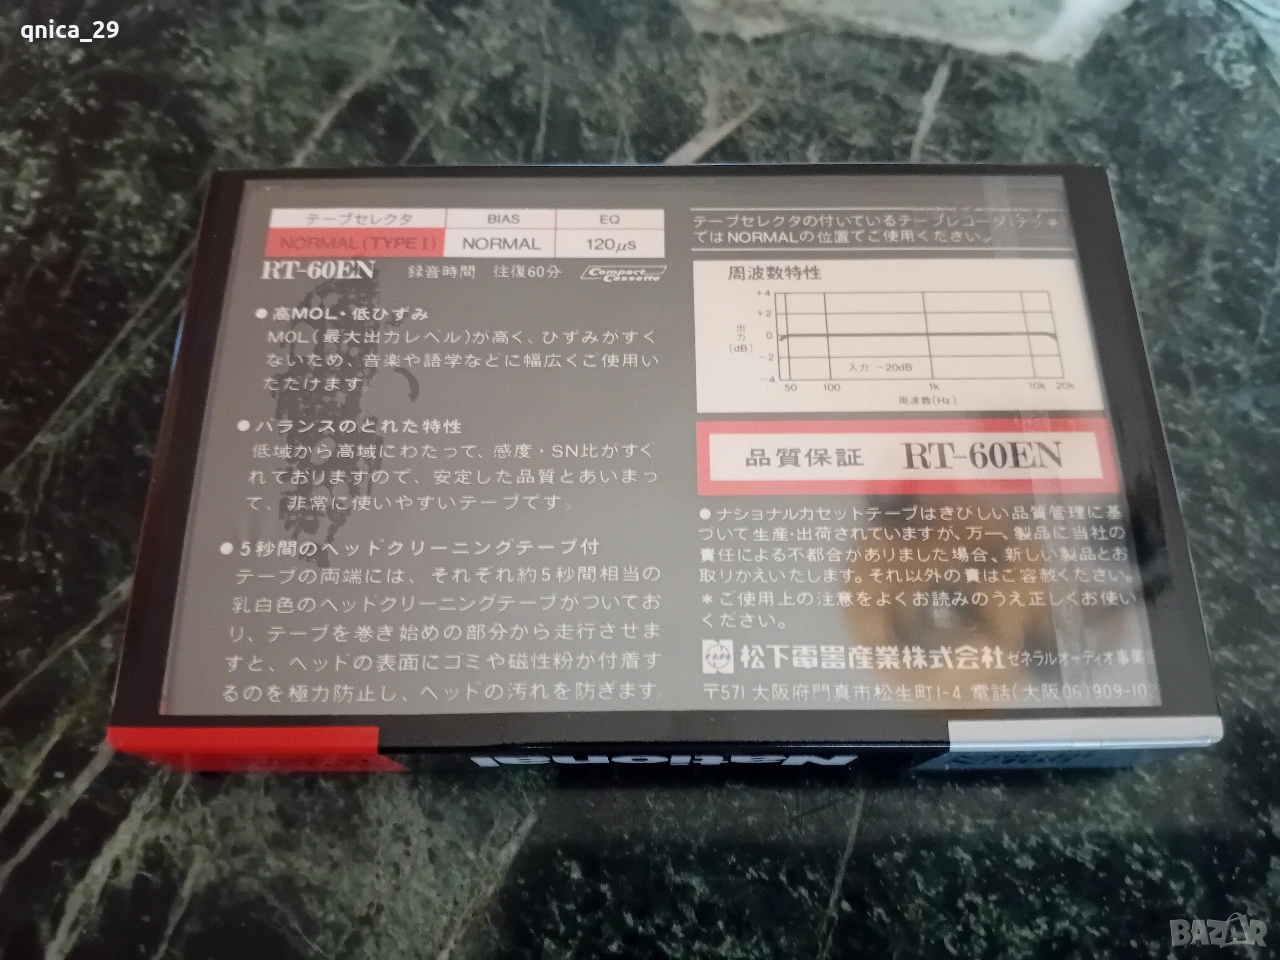 qnica_29
テープセレクタ BIAS EQ
NORMAL(TYPE I) NORMAL 120μs
RT-60EN 録音時間 往復60分 Compact Cassette
●高MOL・低ひずみ
MOL(最大出力レベル)が高く、ひずみがすく
ないため、音楽や語学などに幅広くご使用い
ただけます。
●バランスのとれた特性
低域から高域にわたって、感度・SN比がすぐ
れておりますので、安定した品質とあいまっ
て、非常に使いやすいテープです。
●5秒間のヘッドクリーニングテープ付
テープの両端には、それぞれ約5秒間相当の
乳白色のヘッドクリーニングテープがついてお
り、テープを巻き始めの部分から走行させま
すと、ヘッドの表面にゴミや磁性粉が付着す
るのを極力防止し、ヘッドの汚れを防ぎます。
テープセレクタの付いているテープレコーダ(デッキ
ではNORMALの位置でご使用ください。
周波数特性
出力(dB)
+4
+2
0
-2
-4
入力 -20dB
50 100 1k 10k 20k
周波数(Hz)
品質保証 RT-60EN
●ナショナルカセットテープはきびしい品質管理に基
づいて生産・出荷されていますが、万一、製品に当社の
責任による不都合がありました場合、新しい製品とお
取りかえいたします。それ以外の責はご容赦ください。
＊ご使用上の注意をよくお読みのうえ正しくお使い
ください。
松下電器産業株式会社 ゼネラルオーディオ事業
〒571 大阪府門真市松生町1-4 電話(大阪06)909-102
National
BAZAR